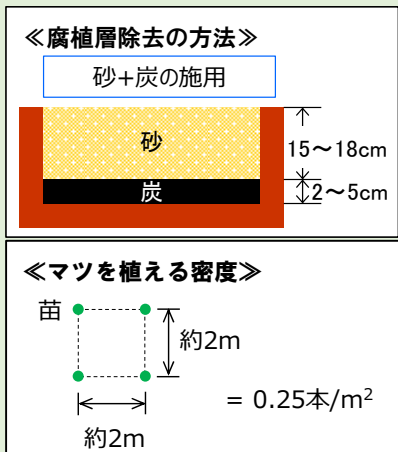 ≪腐植層除去の方法≫
砂+炭の施用
砂
15～18cm
炭
2～5cm
≪マツを植える密度≫
苗
約2m
= 0.25本/m²
約2m